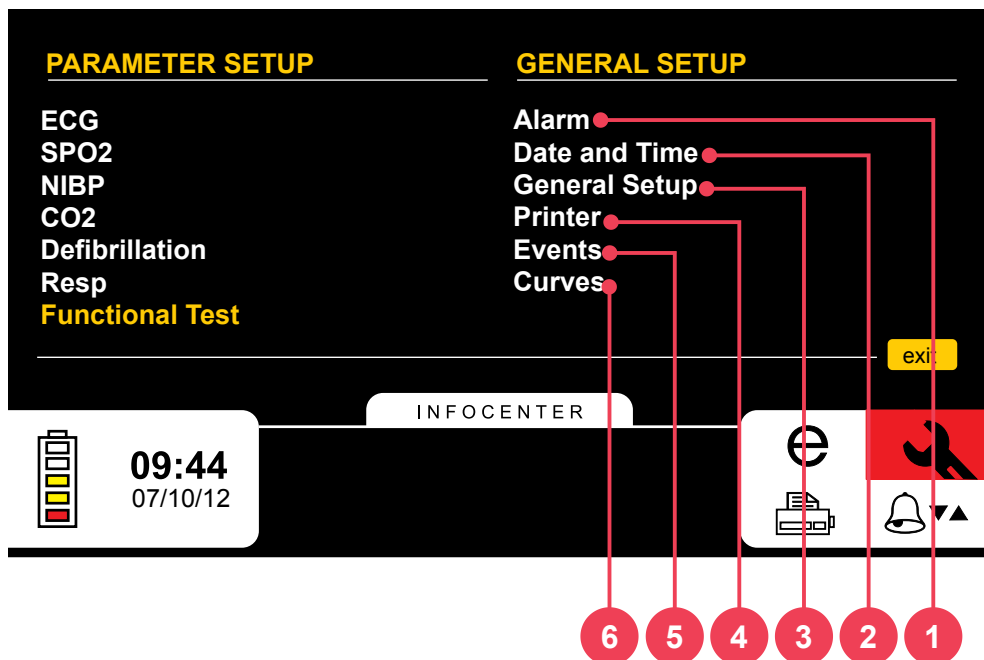 PARAMETER SETUP
ECG
SPO2
NIBP
CO2
Defibrillation
Resp
Functional Test
GENERAL SETUP
Alarm
Date and Time
General Setup
Printer
Events
Curves
exit
INFOCENTER
09:44
07/10/12
e
6 5 4 3 2 1